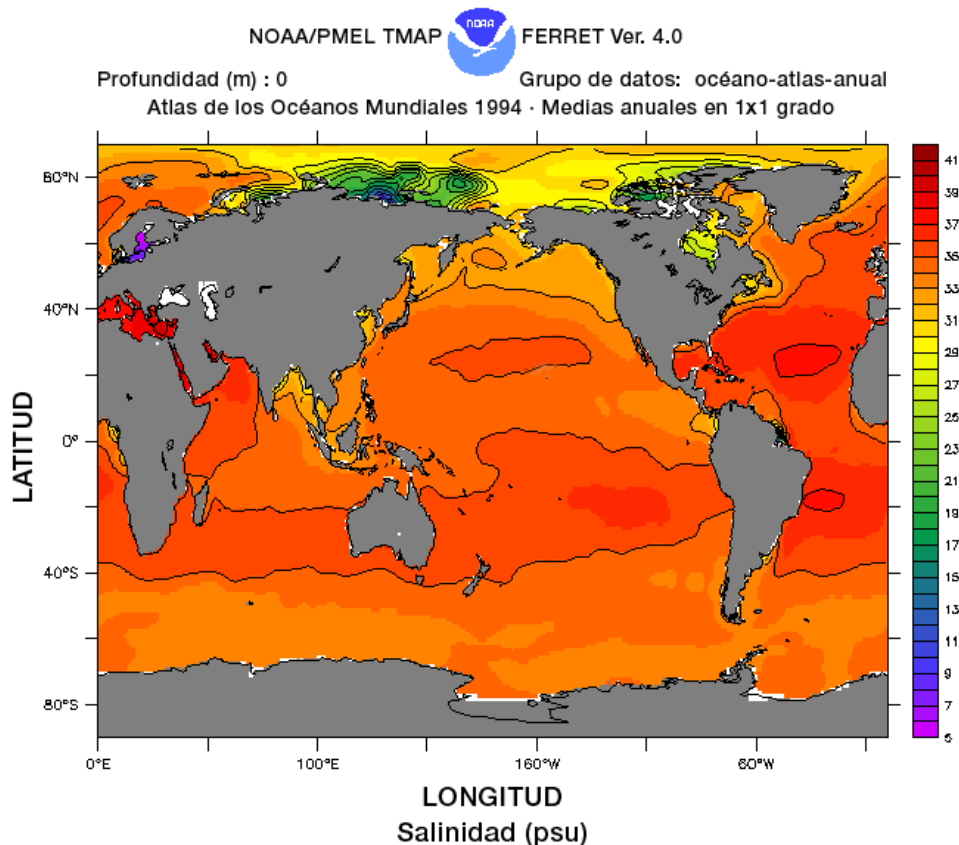 NOAA
NOAA/PMEL TMAP FERRET Ver. 4.0
Profundidad (m) : 0 Grupo de datos: océano-atlas-anual
Atlas de los Océanos Mundiales 1994 · Medias anuales en 1x1 grado
80°N
40°N
0°
40°S
80°S
LATITUD
0°E 100°E 160°W 60°W
LONGITUD
Salinidad (psu)
41
39
37
35
33
31
29
27
25
23
21
19
17
15
13
11
9
7
5